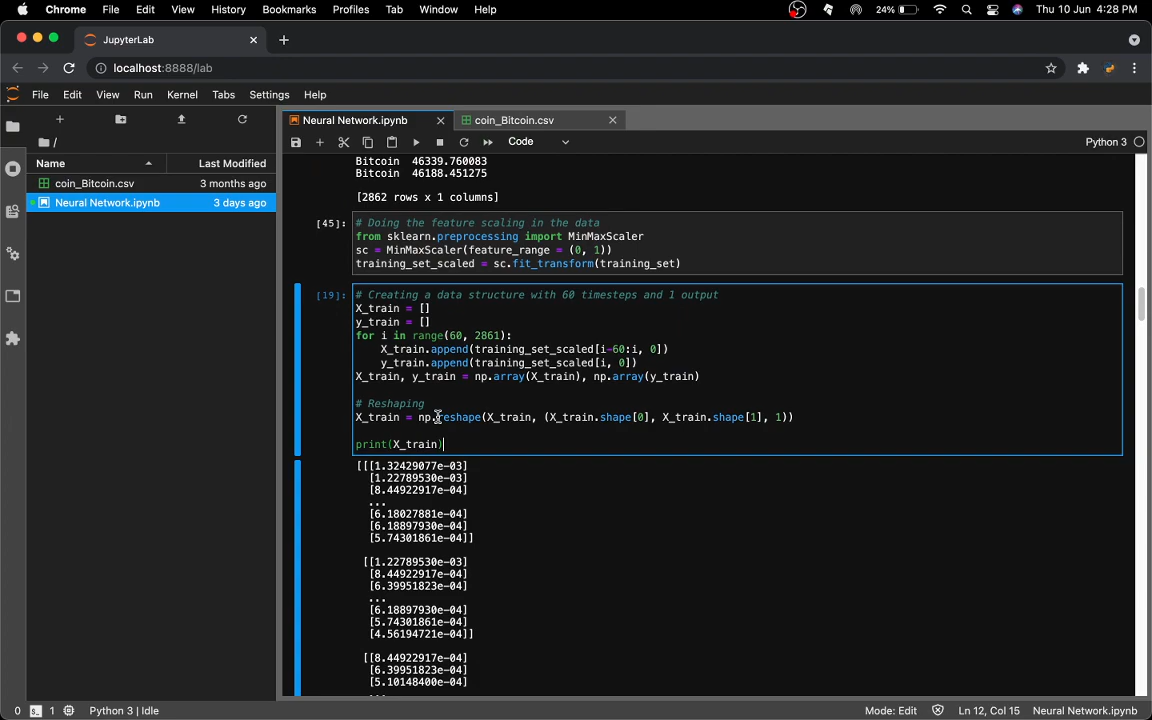 Chrome File Edit View History Bookmarks Profiles Tab Window Help 24% Thu 10 Jun 4:28 PM
JupyterLab
localhost:8888/lab
File Edit View Run Kernel Tabs Settings Help
Neural Network.ipynb coin_Bitcoin.csv
Code Python 3
/
Name Last Modified
coin_Bitcoin.csv 3 months ago
Neural Network.ipynb 3 days ago
Bitcoin 46339.760083
Bitcoin 46188.451275
[2862 rows x 1 columns]
[45]: # Doing the feature scaling in the data
from sklearn.preprocessing import MinMaxScaler
sc = MinMaxScaler(feature_range = (0, 1))
training_set_scaled = sc.fit_transform(training_set)
[19]: # Creating a data structure with 60 timesteps and 1 output
X_train = []
y_train = []
for i in range(60, 2861):
X_train.append(training_set_scaled[i-60:i, 0])
y_train.append(training_set_scaled[i, 0])
X_train, y_train = np.array(X_train), np.array(y_train)
# Reshaping
X_train = np.reshape(X_train, (X_train.shape[0], X_train.shape[1], 1))
print(X_train)
[[[1.32429077e-03]
[1.22789530e-03]
[8.44922917e-04]
...
[6.18027881e-04]
[6.18897930e-04]
[5.74301861e-04]]
[[1.22789530e-03]
[8.44922917e-04]
[6.39951823e-04]
...
[6.18897930e-04]
[5.74301861e-04]
[4.56194721e-04]]
[[8.44922917e-04]
[6.39951823e-04]
[5.10148400e-04]
...
0 1 Python 3 | Idle Mode: Edit Ln 12, Col 15 Neural Network.ipynb